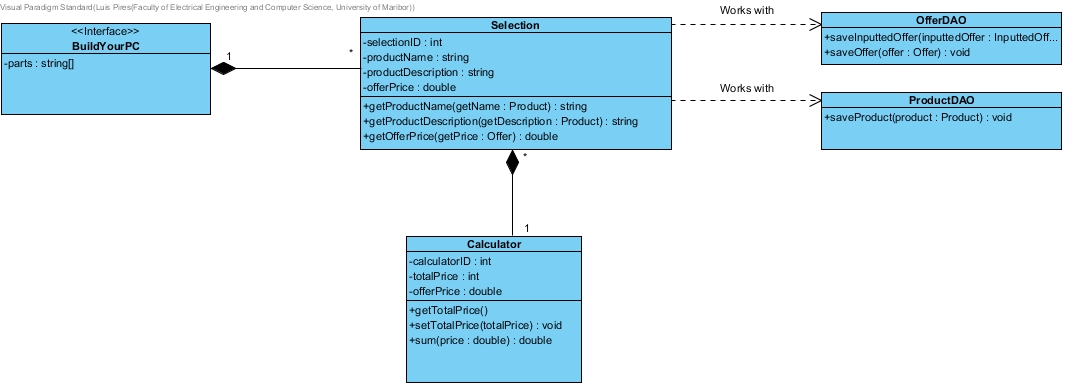 Visual Paradigm Standard(Luis Pires(Faculty of Electrical Engineering and Computer Science, University of Maribor))
<<Interface>>
BuildYourPC
-parts : string[]
1
*
Selection
-selectionID : int
-productName : string
-productDescription : string
-offerPrice : double
+getProductName(getName : Product) : string
+getProductDescription(getDescription : Product) : string
+getOfferPrice(getPrice : Offer) : double
Works with
OfferDAO
+saveInputtedOffer(inputtedOffer : InputtedOff...
+saveOffer(offer : Offer) : void
Works with
ProductDAO
+saveProduct(product : Product) : void
*
1
Calculator
-calculatorID : int
-totalPrice : int
-offerPrice : double
+getTotalPrice()
+setTotalPrice(totalPrice) : void
+sum(price : double) : double